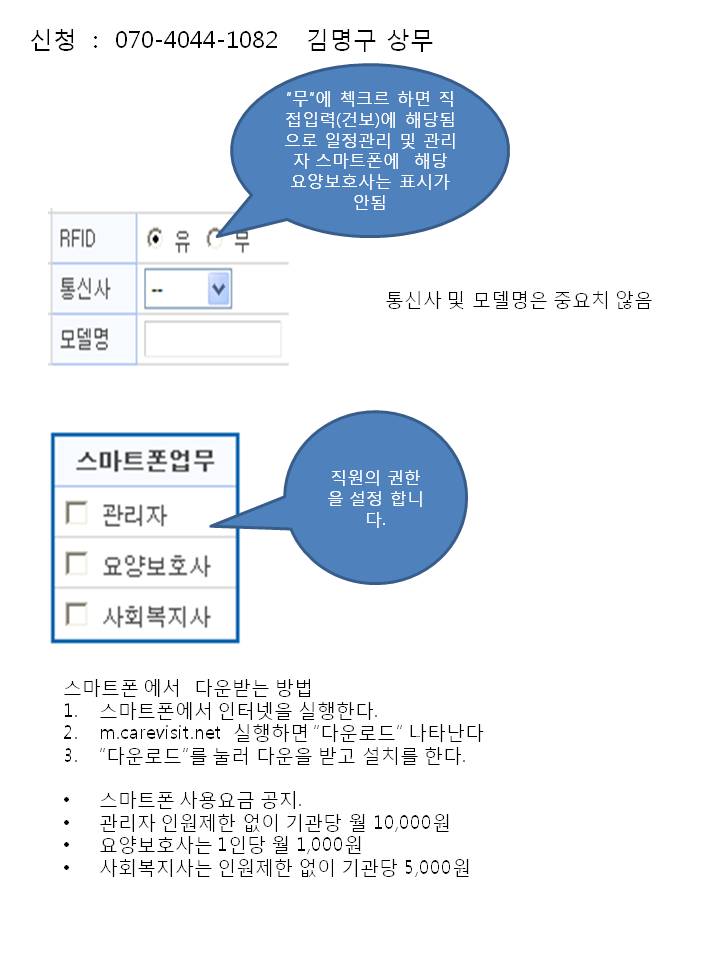 신청 : 070-4044-1082 김명구 상무
"무"에 첵크르 하면 직
접입력(건보)에 해당됨
으로 일정관리 및 관리
자 스마트폰에 해당
요양보호사는 표시가
안됨
RFID 유 무
통신사 --
모델명
통신사 및 모델명은 중요치 않음
스마트폰업무
관리자
요양보호사
사회복지사
직원의 권한
을 설정 합니
다.
스마트폰 에서 다운받는 방법
1. 스마트폰에서 인터넷을 실행한다.
2. m.carevisit.net 실행하면 "다운로드" 나타난다
3. "다운로드"를 눌러 다운을 받고 설치를 한다.
• 스마트폰 사용요금 공지.
• 관리자 인원제한 없이 기관당 월 10,000원
• 요양보호사는 1인당 월 1,000원
• 사회복지사는 인원제한 없이 기관당 5,000원